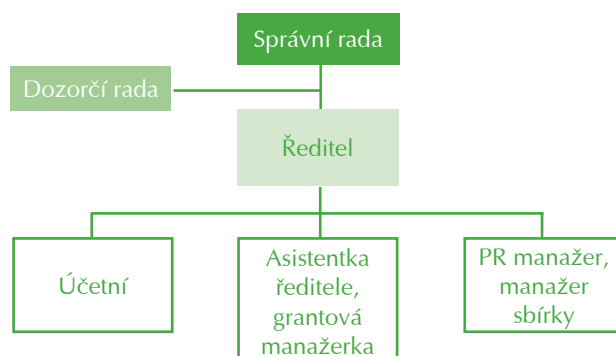 Správní rada
Dozorčí rada
Ředitel
Účetní
Asistentka
ředitele,
grantová
manažerka
PR manažer,
manažer
sbírky